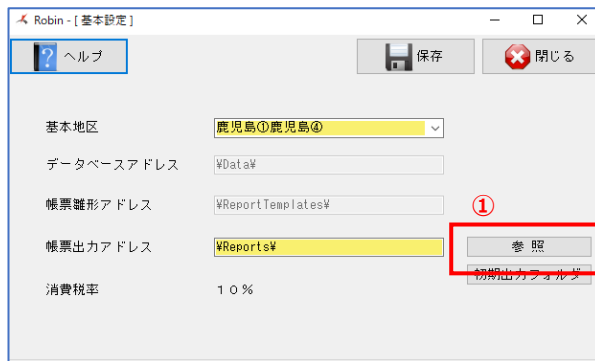 Robin - [ 基本設定 ]
ヘルプ
保存
閉じる
基本地区
鹿児島①鹿児島④
データベースアドレス
¥Data¥
帳票雛形アドレス
¥ReportTemplates¥
①
帳票出力アドレス
¥Reports¥
参照
初期出力フォルダ
消費税率
10%